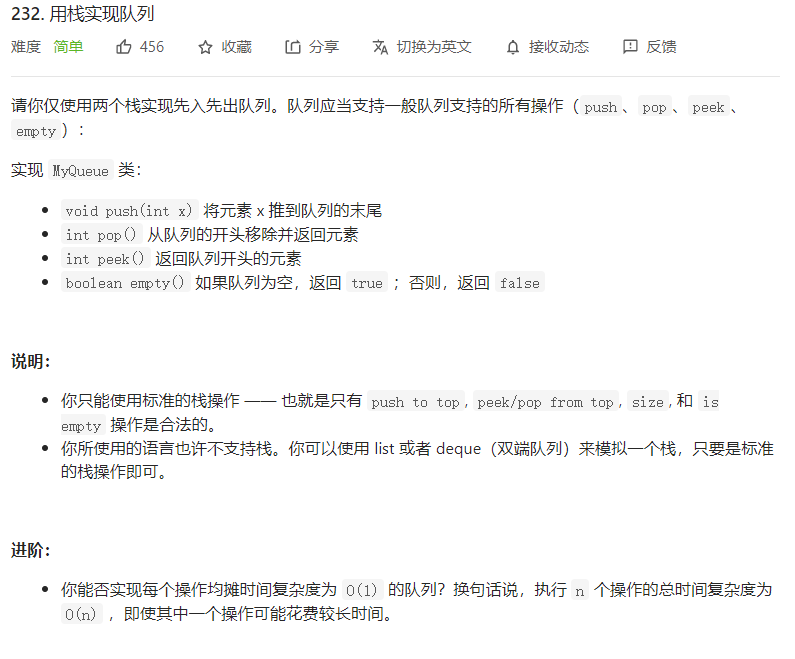 232. 用栈实现队列
难度 简单 456 收藏 分享 切换为英文 接收动态 反馈
请你仅使用两个栈实现先入先出队列。队列应当支持一般队列支持的所有操作（push、pop、peek、
empty）：
实现 MyQueue 类：
void push(int x) 将元素 x 推到队列的末尾
int pop() 从队列的开头移除并返回元素
int peek() 返回队列开头的元素
boolean empty() 如果队列为空，返回 true ；否则，返回 false
说明：
你只能使用标准的栈操作 —— 也就是只有 push to top, peek/pop from top, size, 和 is
empty 操作是合法的。
你所使用的语言也许不支持栈。你可以使用 list 或者 deque（双端队列）来模拟一个栈，只要是标准
的栈操作即可。
进阶：
你能否实现每个操作均摊时间复杂度为 O(1) 的队列？换句话说，执行 n 个操作的总时间复杂度为
O(n) ，即使其中一个操作可能花费较长时间。